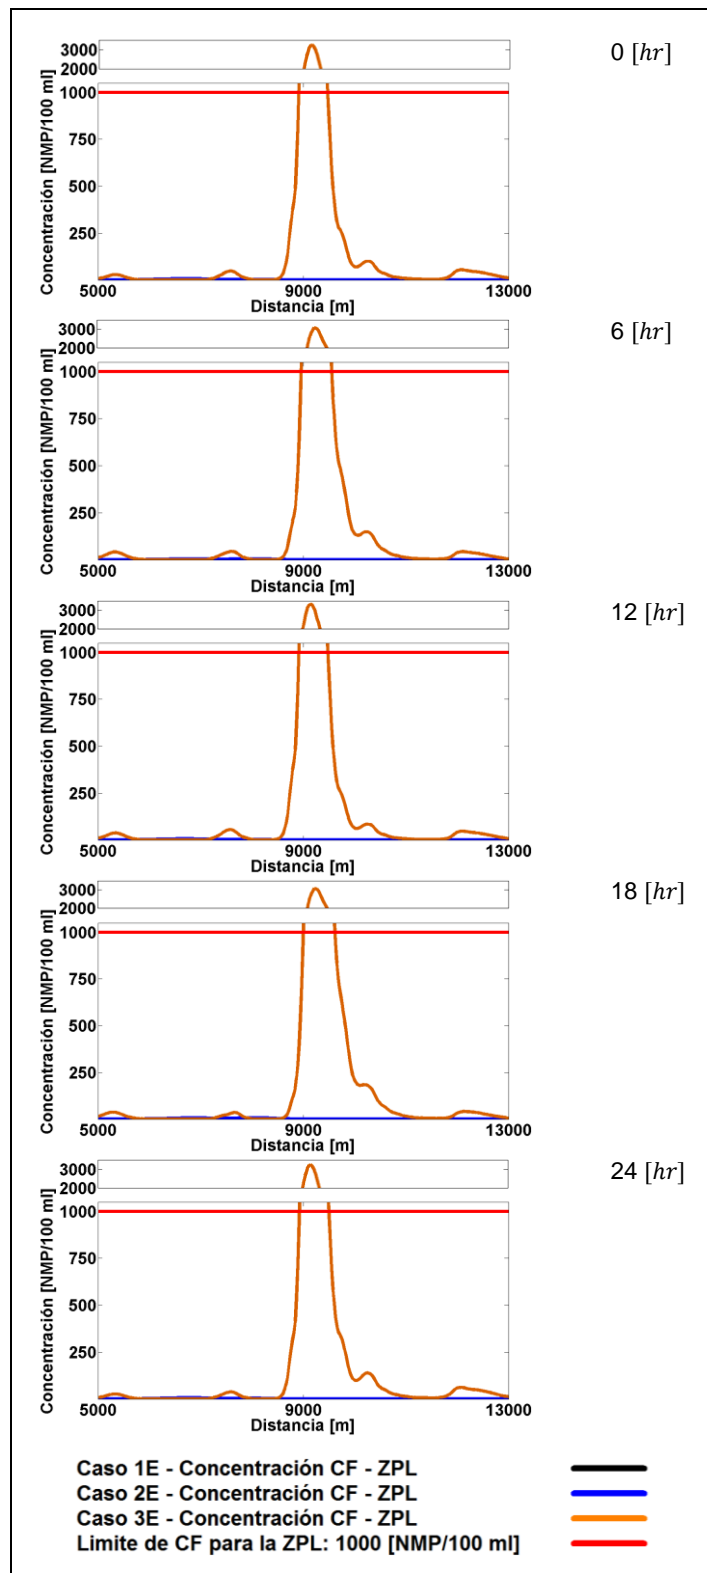 0 [hr]
3000
2000
1000
750
500
250
Concentración [NMP/100 ml]
5000 9000 13000
Distancia [m]
6 [hr]
3000
2000
1000
750
500
250
Concentración [NMP/100 ml]
5000 9000 13000
Distancia [m]
12 [hr]
3000
2000
1000
750
500
250
Concentración [NMP/100 ml]
5000 9000 13000
Distancia [m]
18 [hr]
3000
2000
1000
750
500
250
Concentración [NMP/100 ml]
5000 9000 13000
Distancia [m]
24 [hr]
3000
2000
1000
750
500
250
Concentración [NMP/100 ml]
5000 9000 13000
Distancia [m]
Caso 1E - Concentración CF - ZPL
Caso 2E - Concentración CF - ZPL
Caso 3E - Concentración CF - ZPL
Limite de CF para la ZPL: 1000 [NMP/100 ml]